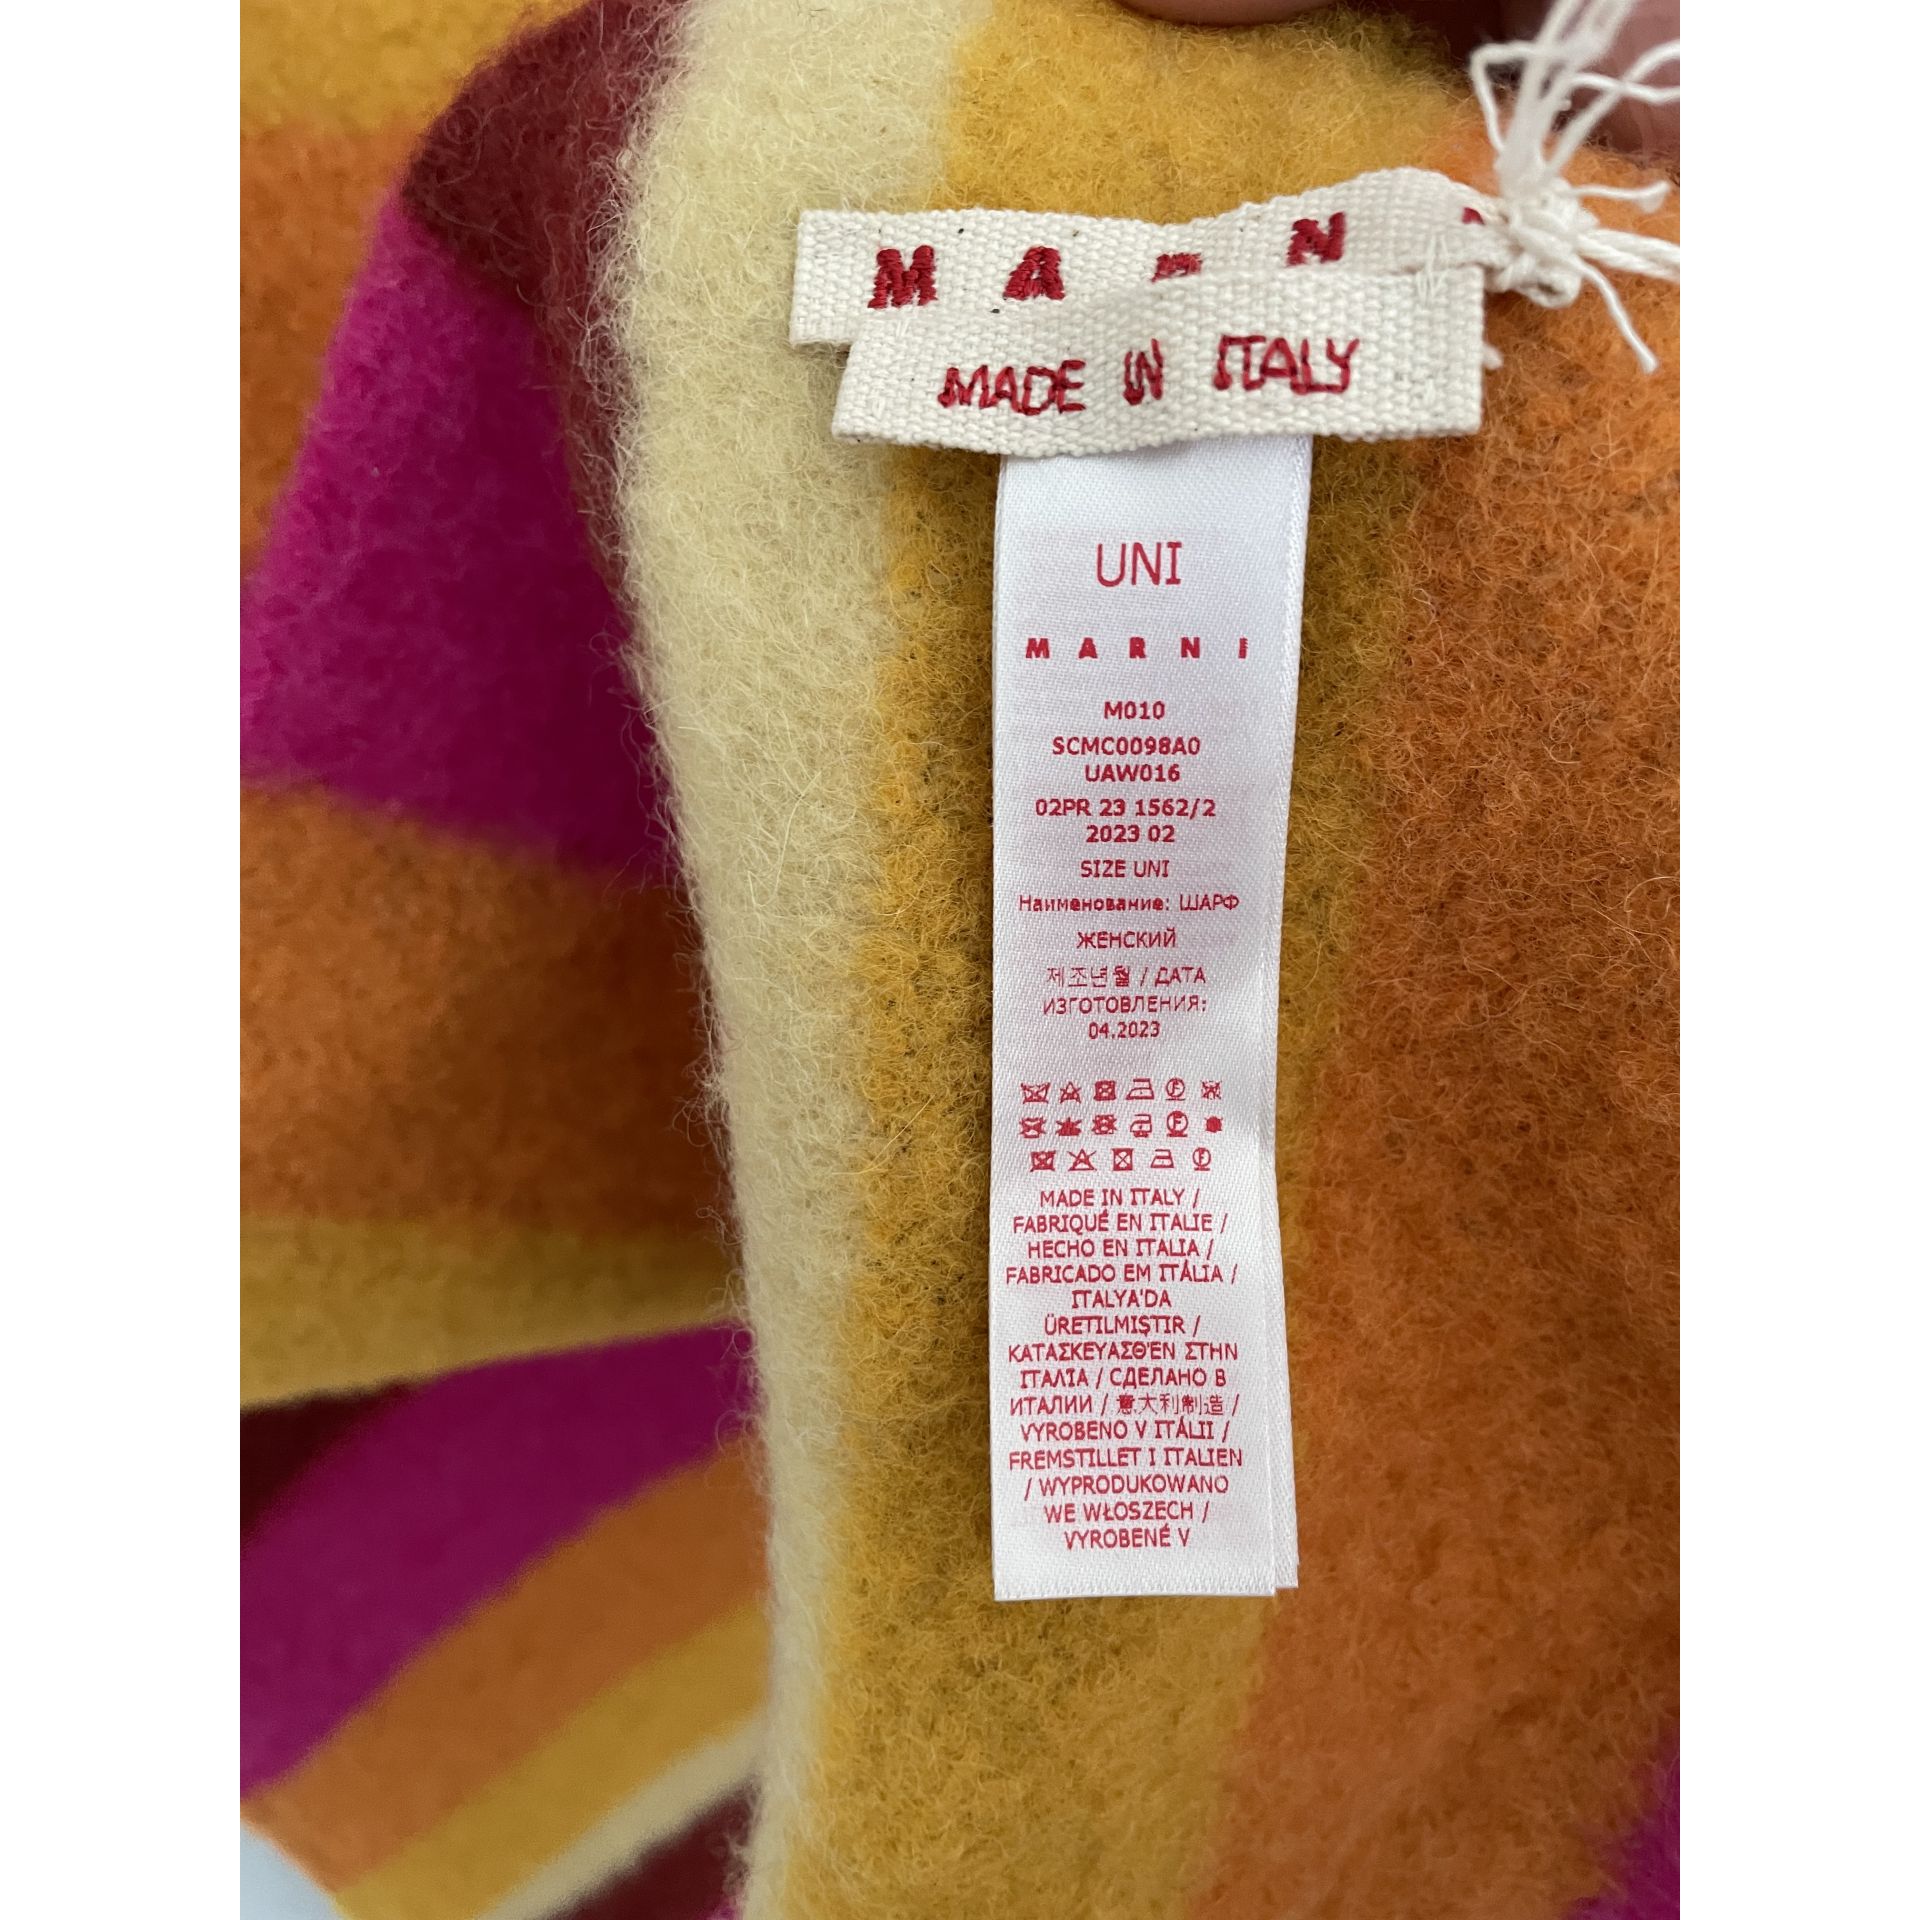 M A R N
MADE IN ITALY
UNI
MARNI
M010
SCMC0098A0
UAW016
02PR 23 1562/2
2023 02
SIZE UNI
Наименование: ШАРФ
ЖЕНСКИЙ
제조년월 / ДАТА
ИЗГОТОВЛЕНИЯ:
04.2023
MADE IN ITALY /
FABRIQUÉ EN ITALIE /
HECHO EN ITALIA /
FABRICADO EM ITÁLIA /
ITALYA'DA
ÜRETILMIŞTIR /
ΚΑΤΑΣΚΕΥΑΣΘΈΝ ΣΤΗΝ
ΙΤΑΛΊΑ / СДЕЛАНО В
ИТАЛИИ / 意大利制造 /
VYROBENO V ITÁLII /
FREMSTILLET I ITALIEN
/ WYPRODUKOWANO
WE WŁOSZECH /
VYROBENÉ V